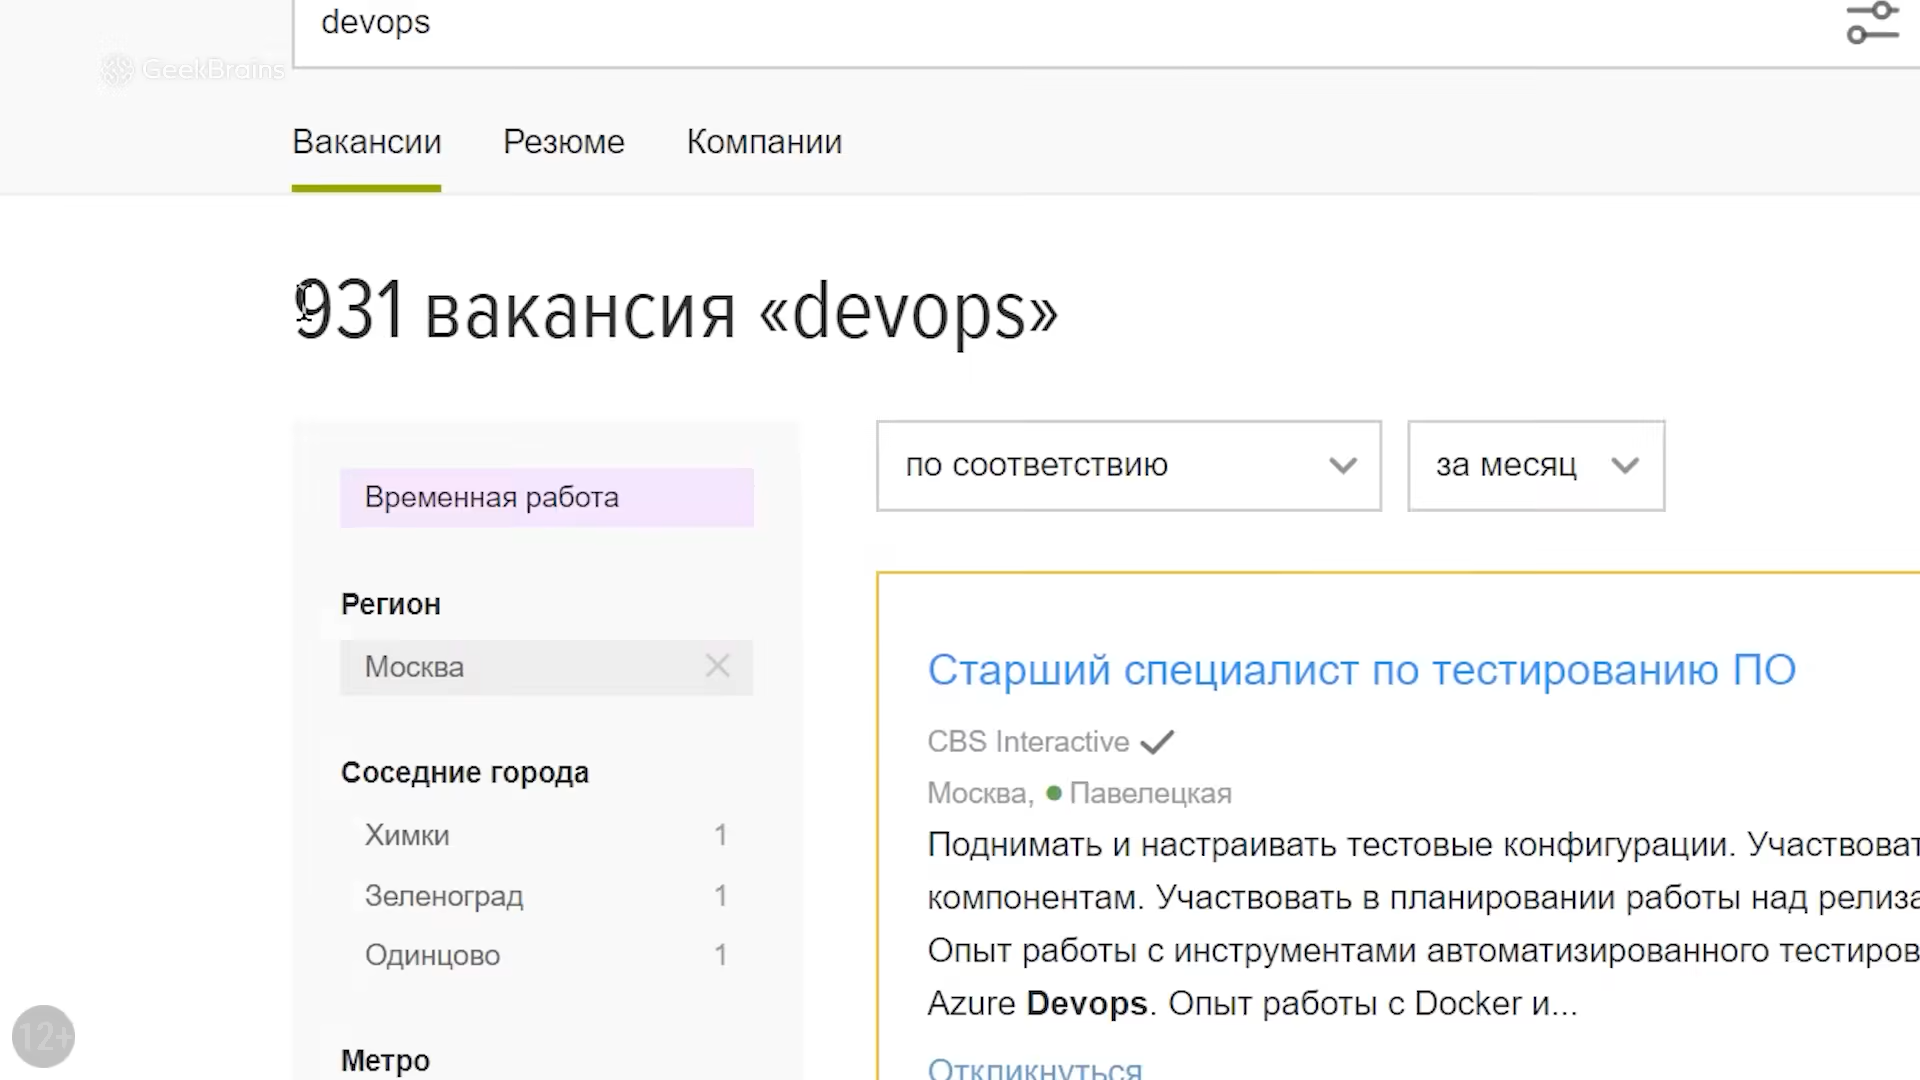 devops
GeekBrains
Вакансии Резюме Компании
931 вакансия «devops»
Временная работа
Регион
Москва
Соседние города
Химки 1
Зеленоград 1
Одинцово 1
Метро
по соответствию
за месяц
Старший специалист по тестированию ПО
CBS Interactive
Москва, Павелецкая
Поднимать и настраивать тестовые конфигурации. Участвоват
компонентам. Участвовать в планировании работы над релиза
Опыт работы с инструментами автоматизированного тестиров
Azure Devops. Опыт работы с Docker и...
Откликнуться
12+